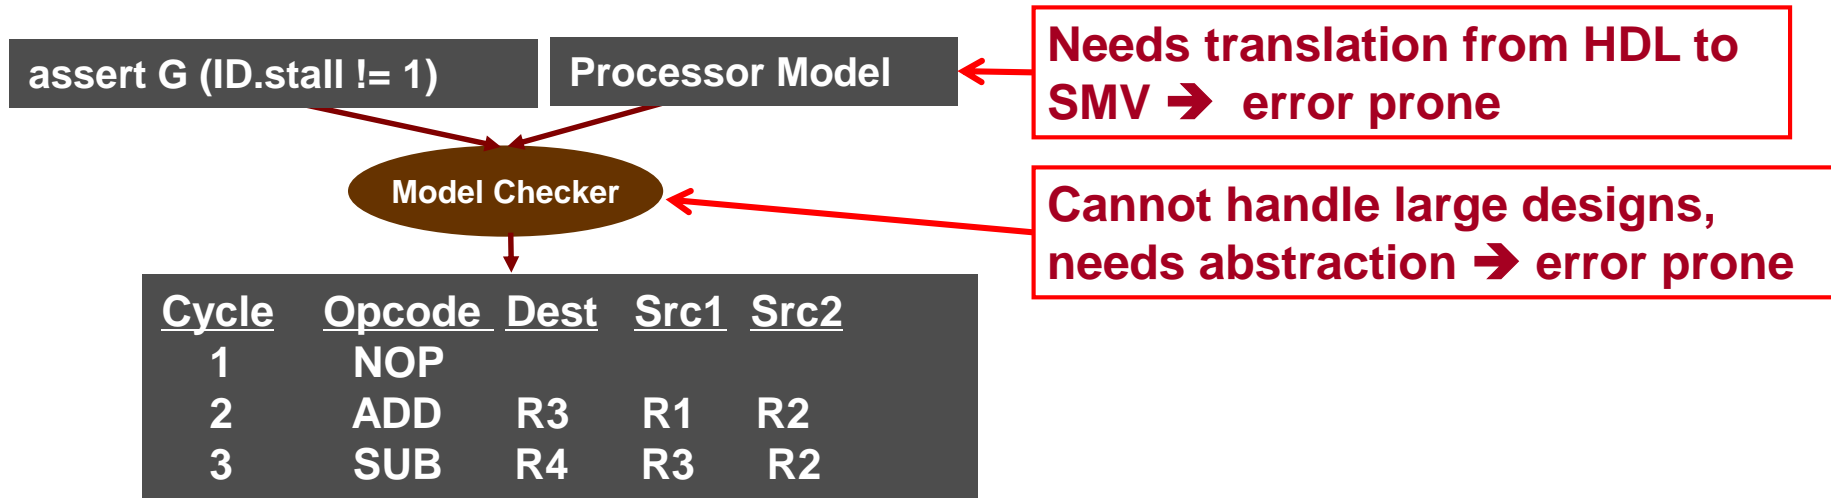 assert G (ID.stall != 1)
Processor Model
Needs translation from HDL to
SMV ➔ error prone
Model Checker
Cannot handle large designs,
needs abstraction ➔ error prone
Cycle Opcode Dest Src1 Src2
1 NOP
2 ADD R3 R1 R2
3 SUB R4 R3 R2